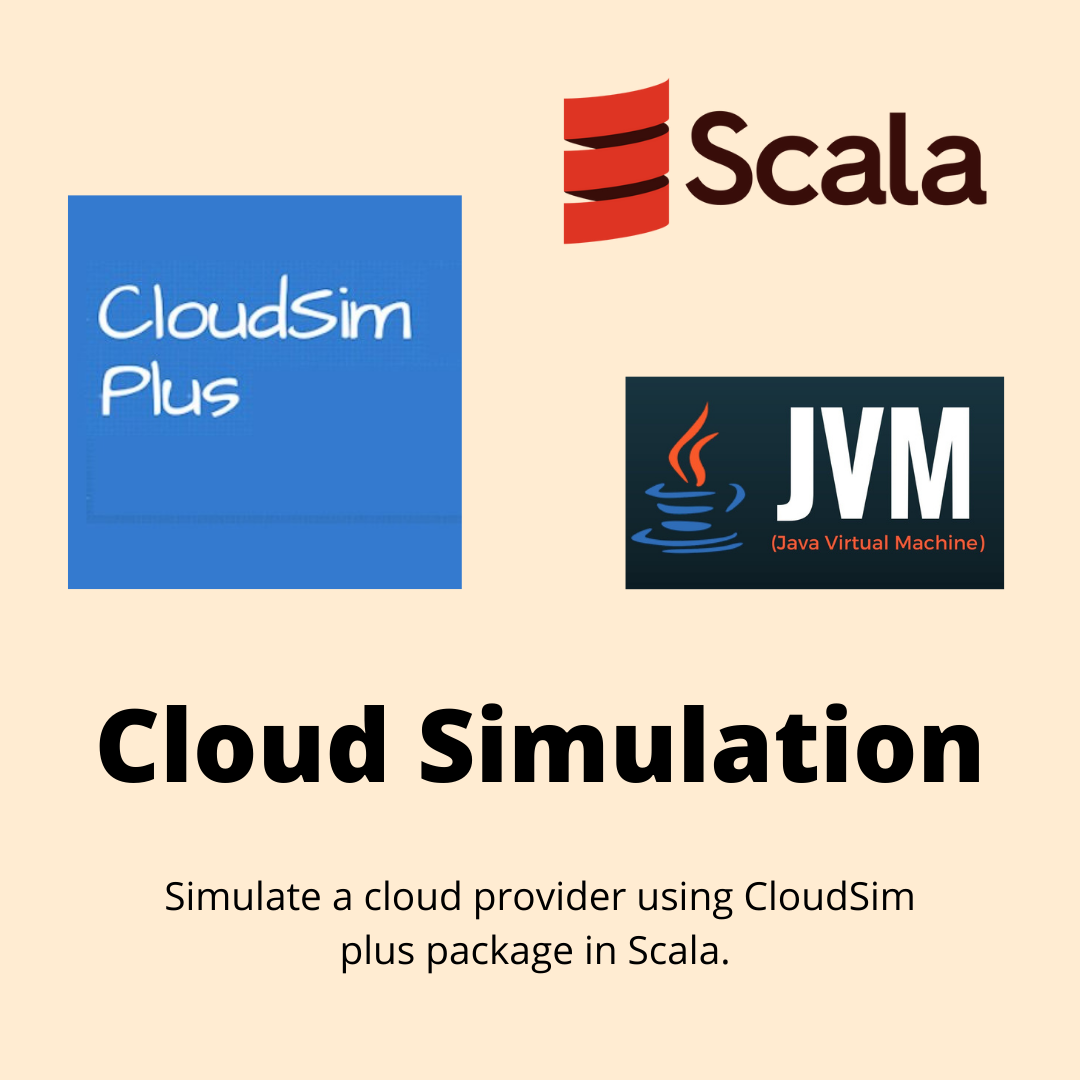 Scala
CloudSim
Plus
JVM
(Java Virtual Machine)
Cloud Simulation
Simulate a cloud provider using CloudSim
plus package in Scala.